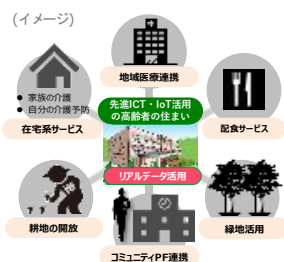 (イメージ)
地域医療連携
• 家族の介護
• 自分の介護予防
在宅系サービス
先進ICT・IoT活用
の高齢者の住まい
配食サービス
リアルデータ活用
耕地の開放
緑地活用
コミュニティPF連携